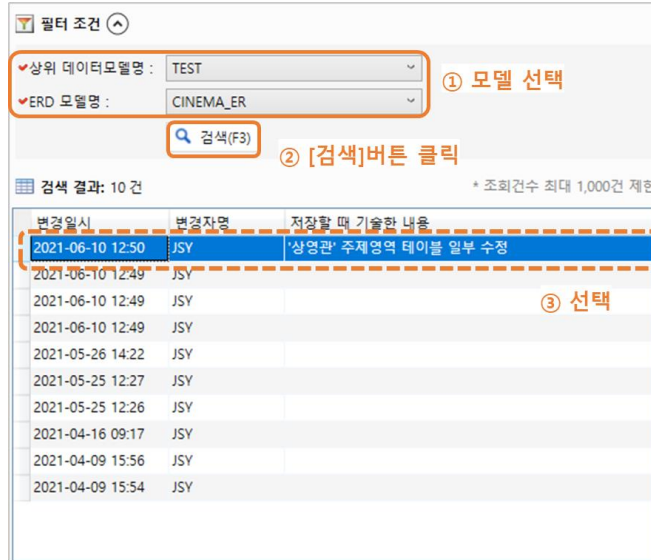 필터 조건
상위 데이터모델명 : TEST
① 모델 선택
ERD 모델명 : CINEMA_ER
검색(F3)
② [검색]버튼 클릭
검색 결과: 10 건 * 조회건수 최대 1,000건 제한
변경일시 변경자명 저장할 때 기술한 내용
2021-06-10 12:50 JSY '상영관' 주제영역 테이블 일부 수정
2021-06-10 12:49 JSY
2021-06-10 12:49 JSY
③ 선택
2021-06-10 12:49 JSY
2021-05-26 14:22 JSY
2021-05-25 12:27 JSY
2021-05-25 12:26 JSY
2021-04-16 09:17 JSY
2021-04-09 15:56 JSY
2021-04-09 15:54 JSY